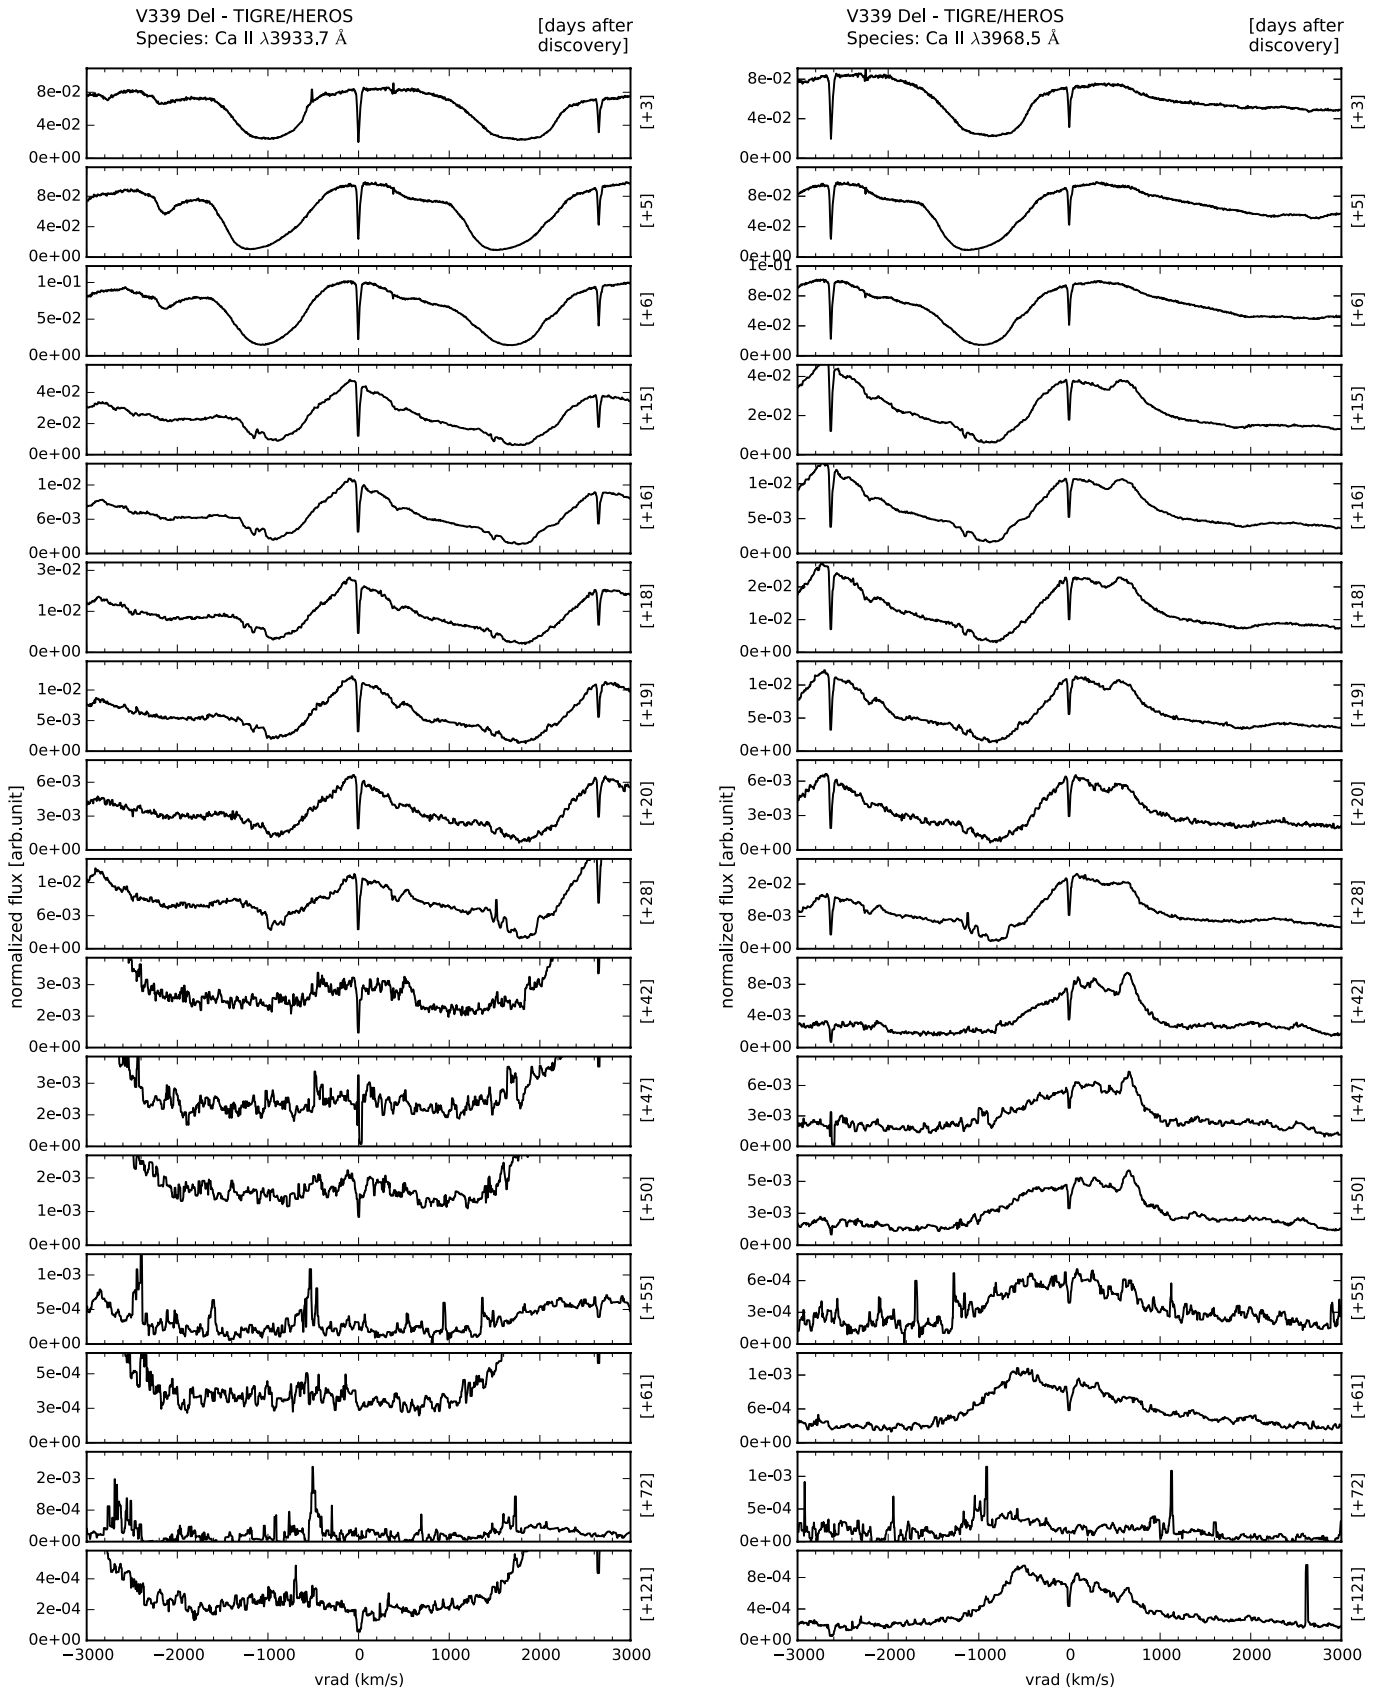 V339 Del - TIGRE/HEROS
Species: Ca II λ3933.7 Å
[days after
discovery]
8e-02
4e-02
0e+00
[+3]
8e-02
4e-02
0e+00
[+5]
1e-01
5e-02
0e+00
[+6]
4e-02
2e-02
0e+00
[+15]
1e-02
6e-03
0e+00
[+16]
3e-02
1e-02
0e+00
[+18]
1e-02
5e-03
0e+00
[+19]
6e-03
3e-03
0e+00
[+20]
1e-02
6e-03
0e+00
[+28]
3e-03
2e-03
0e+00
[+42]
3e-03
2e-03
0e+00
[+47]
2e-03
1e-03
0e+00
[+50]
1e-03
5e-04
0e+00
[+55]
5e-04
3e-04
0e+00
[+61]
2e-03
8e-04
0e+00
[+72]
4e-04
2e-04
0e+00
[+121]
normalized flux [arb.unit]
−3000 −2000 −1000 0 1000 2000 3000
vrad (km/s)
V339 Del - TIGRE/HEROS
Species: Ca II λ3968.5 Å
[days after
discovery]
8e-02
4e-02
0e+00
[+3]
8e-02
4e-02
0e+00
[+5]
1e-01
8e-02
4e-02
0e+00
[+6]
4e-02
2e-02
0e+00
[+15]
1e-02
5e-03
0e+00
[+16]
2e-02
1e-02
0e+00
[+18]
1e-02
5e-03
0e+00
[+19]
6e-03
3e-03
0e+00
[+20]
2e-02
8e-03
0e+00
[+28]
8e-03
4e-03
0e+00
[+42]
6e-03
3e-03
0e+00
[+47]
5e-03
3e-03
0e+00
[+50]
6e-04
3e-04
0e+00
[+55]
1e-03
6e-04
0e+00
[+61]
1e-03
5e-04
0e+00
[+72]
8e-04
4e-04
0e+00
[+121]
normalized flux [arb.unit]
−3000 −2000 −1000 0 1000 2000 3000
vrad (km/s)